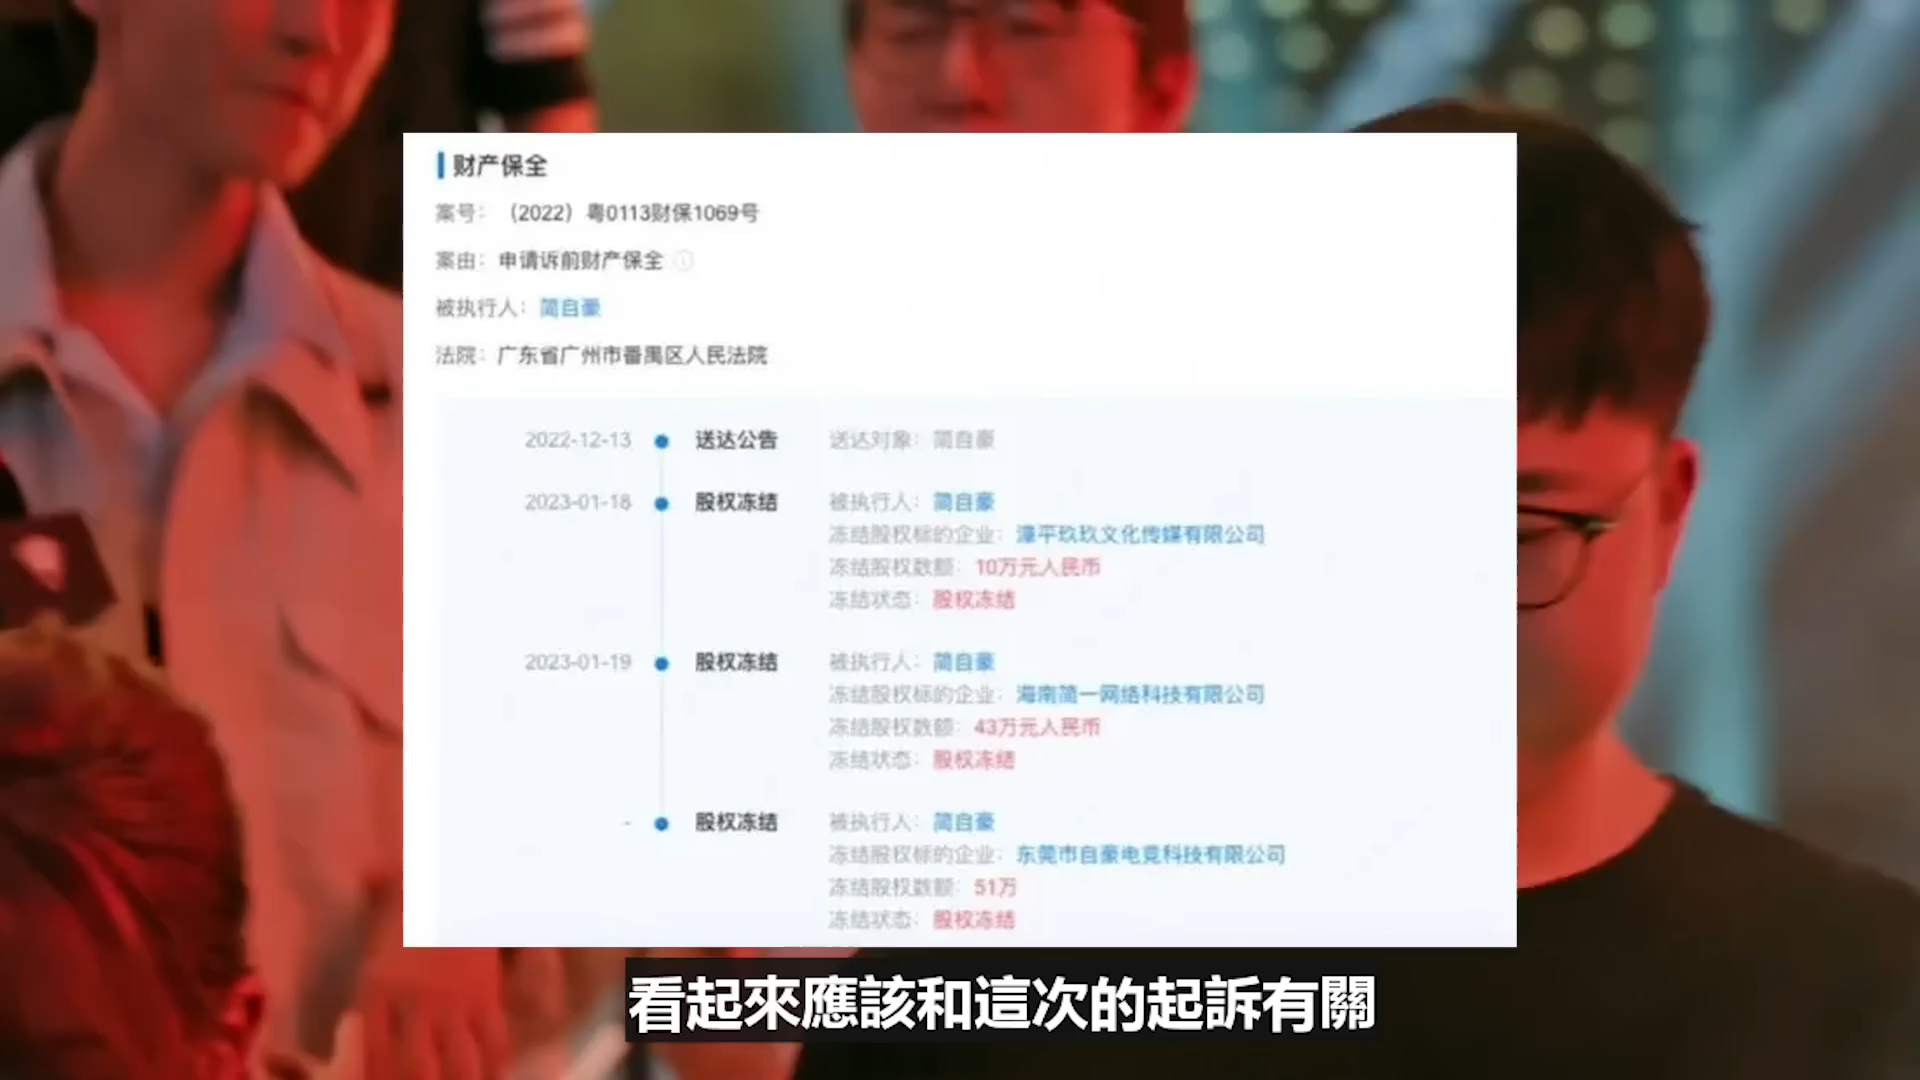 财产保全
案号：（2022）粤0113财保1069号
案由：申请诉前财产保全
被执行人：简自豪
法院：广东省广州市番禺区人民法院
2022-12-13 送达公告 送达对象：简自豪
2023-01-18 股权冻结 被执行人：简自豪
冻结股权标的企业：漳平玖玖文化传媒有限公司
冻结股权数额：10万元人民币
冻结状态：股权冻结
2023-01-19 股权冻结 被执行人：简自豪
冻结股权标的企业：海南简一网络科技有限公司
冻结股权数额：43万元人民币
冻结状态：股权冻结
- 股权冻结 被执行人：简自豪
冻结股权标的企业：东莞市自豪电竞科技有限公司
冻结股权数额：51万
冻结状态：股权冻结
看起來應該和這次的起訴有關